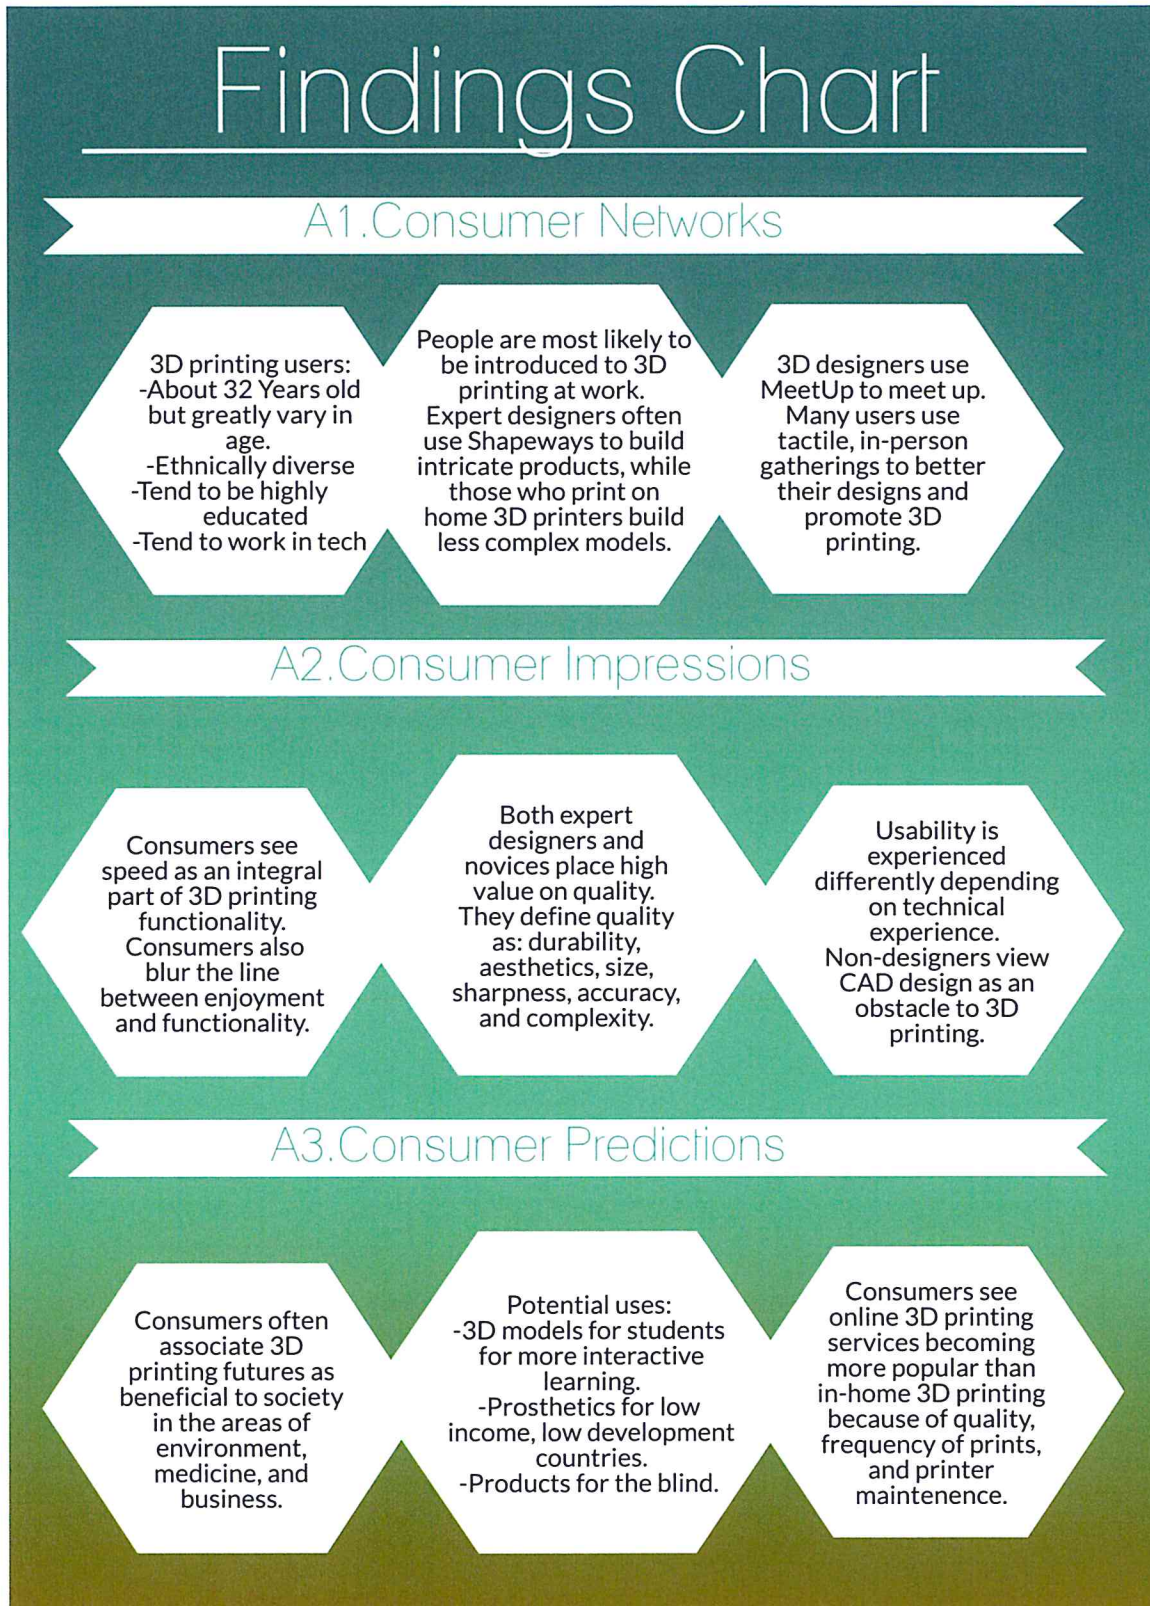 Findings Chart
A1.Consumer Networks
3D printing users:
-About 32 Years old
but greatly vary in
age.
-Ethnically diverse
-Tend to be highly
educated
-Tend to work in tech
People are most likely to
be introduced to 3D
printing at work.
Expert designers often
use Shapeways to build
intricate products, while
those who print on
home 3D printers build
less complex models.
3D designers use
MeetUp to meet up.
Many users use
tactile, in-person
gatherings to better
their designs and
promote 3D
printing.
A2.Consumer Impressions
Consumers see
speed as an integral
part of 3D printing
functionality.
Consumers also
blur the line
between enjoyment
and functionality.
Both expert
designers and
novices place high
value on quality.
They define quality
as: durability,
aesthetics, size,
sharpness, accuracy,
and complexity.
Usability is
experienced
differently depending
on technical
experience.
Non-designers view
CAD design as an
obstacle to 3D
printing.
A3.Consumer Predictions
Consumers often
associate 3D
printing futures as
beneficial to society
in the areas of
environment,
medicine, and
business.
Potential uses:
-3D models for students
for more interactive
learning.
-Prosthetics for low
income, low development
countries.
-Products for the blind.
Consumers see
online 3D printing
services becoming
more popular than
in-home 3D printing
because of quality,
frequency of prints,
and printer
maintenence.